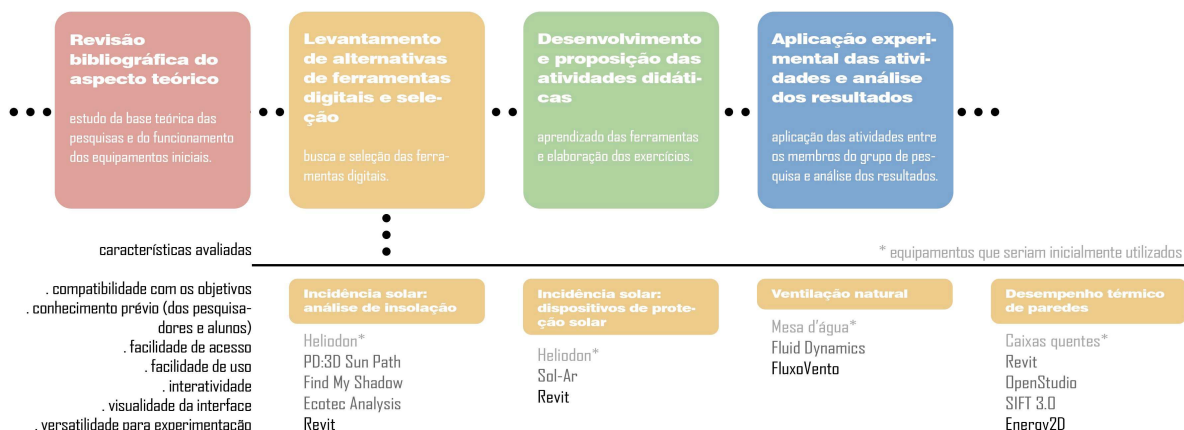 Revisão
bibliográfica do
aspecto teórico
estudo da base teórica das
pesquisas e do funcionamento
dos equipamentos iniciais.
Levantamento
de alternativas
de ferramentas
digitais e sele-
ção
busca e seleção das ferra-
mentas digitais.
Desenvolvimento
e proposição das
atividades didáti-
cas
aprendizado das ferramentas
e elaboração dos exercícios.
Aplicação experi-
mental das ativi-
dades e análise
dos resultados
aplicação das atividades entre
os membros do grupo de pes-
quisa e análise dos resultados.
características avaliadas
* equipamentos que seriam inicialmente utilizados
. compatibilidade com os objetivos
. conhecimento prévio (dos pesquisa-
dores e alunos)
. facilidade de acesso
. facilidade de uso
. interatividade
. visualidade da interface
. versatilidade para experimentação
Incidência solar:
análise de insolação
Heliodon*
PD:3D Sun Path
Find My Shadow
Ecotec Analysis
Revit
Incidência solar:
dispositivos de prote-
ção solar
Heliodon*
Sol-Ar
Revit
Ventilação natural
Mesa d'água*
Fluid Dynamics
FluxoVento
Desempenho térmico
de paredes
Caixas quentes*
Revit
OpenStudio
SIFT 3.0
Energy2D